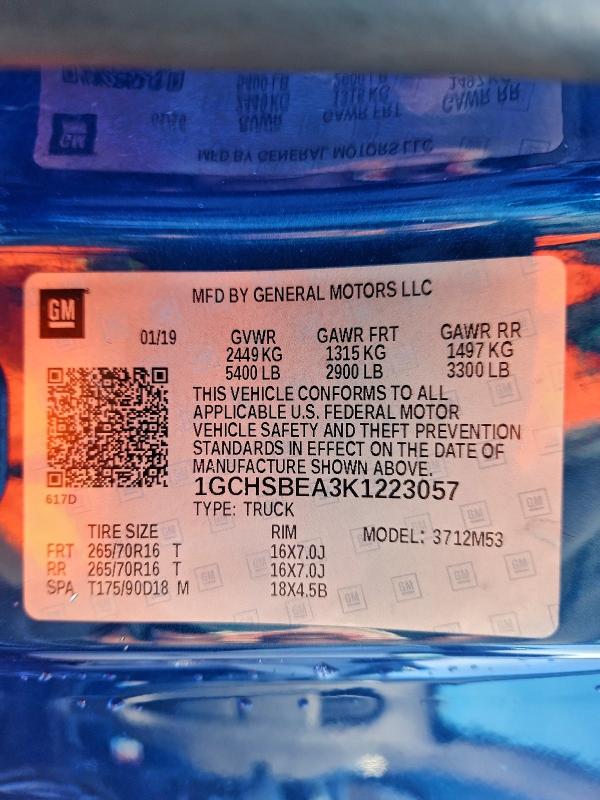 GM
MFD BY GENERAL MOTORS LLC
01/19 GVWR GAWR FRT GAWR RR
2449 KG 1315 KG 1497 KG
5400 LB 2900 LB 3300 LB
THIS VEHICLE CONFORMS TO ALL
APPLICABLE U.S. FEDERAL MOTOR
VEHICLE SAFETY AND THEFT PREVENTION
STANDARDS IN EFFECT ON THE DATE OF
MANUFACTURE SHOWN ABOVE.
1GCHSBEA3K1223057
617D
TYPE: TRUCK
TIRE SIZE RIM MODEL: 3712M53
FRT 265/70R16 T 16X7.0J
RR 265/70R16 T 16X7.0J
SPA T175/90D18 M 18X4.5B